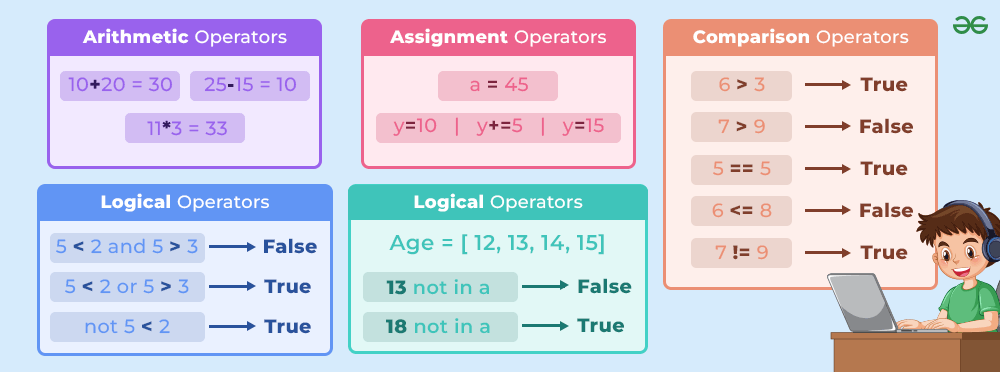 Arithmetic Operators
10+20 = 30
25-15 = 10
11*3 = 33
Assignment Operators
a = 45
y=10 | y+=5 | y=15
Comparison Operators
6 > 3 True
7 > 9 False
5 == 5 True
6 <= 8 False
7 != 9 True
Logical Operators
5 < 2 and 5 > 3 False
5 < 2 or 5 > 3 True
not 5 < 2 True
Logical Operators
Age = [ 12, 13, 14, 15]
13 not in a False
18 not in a True